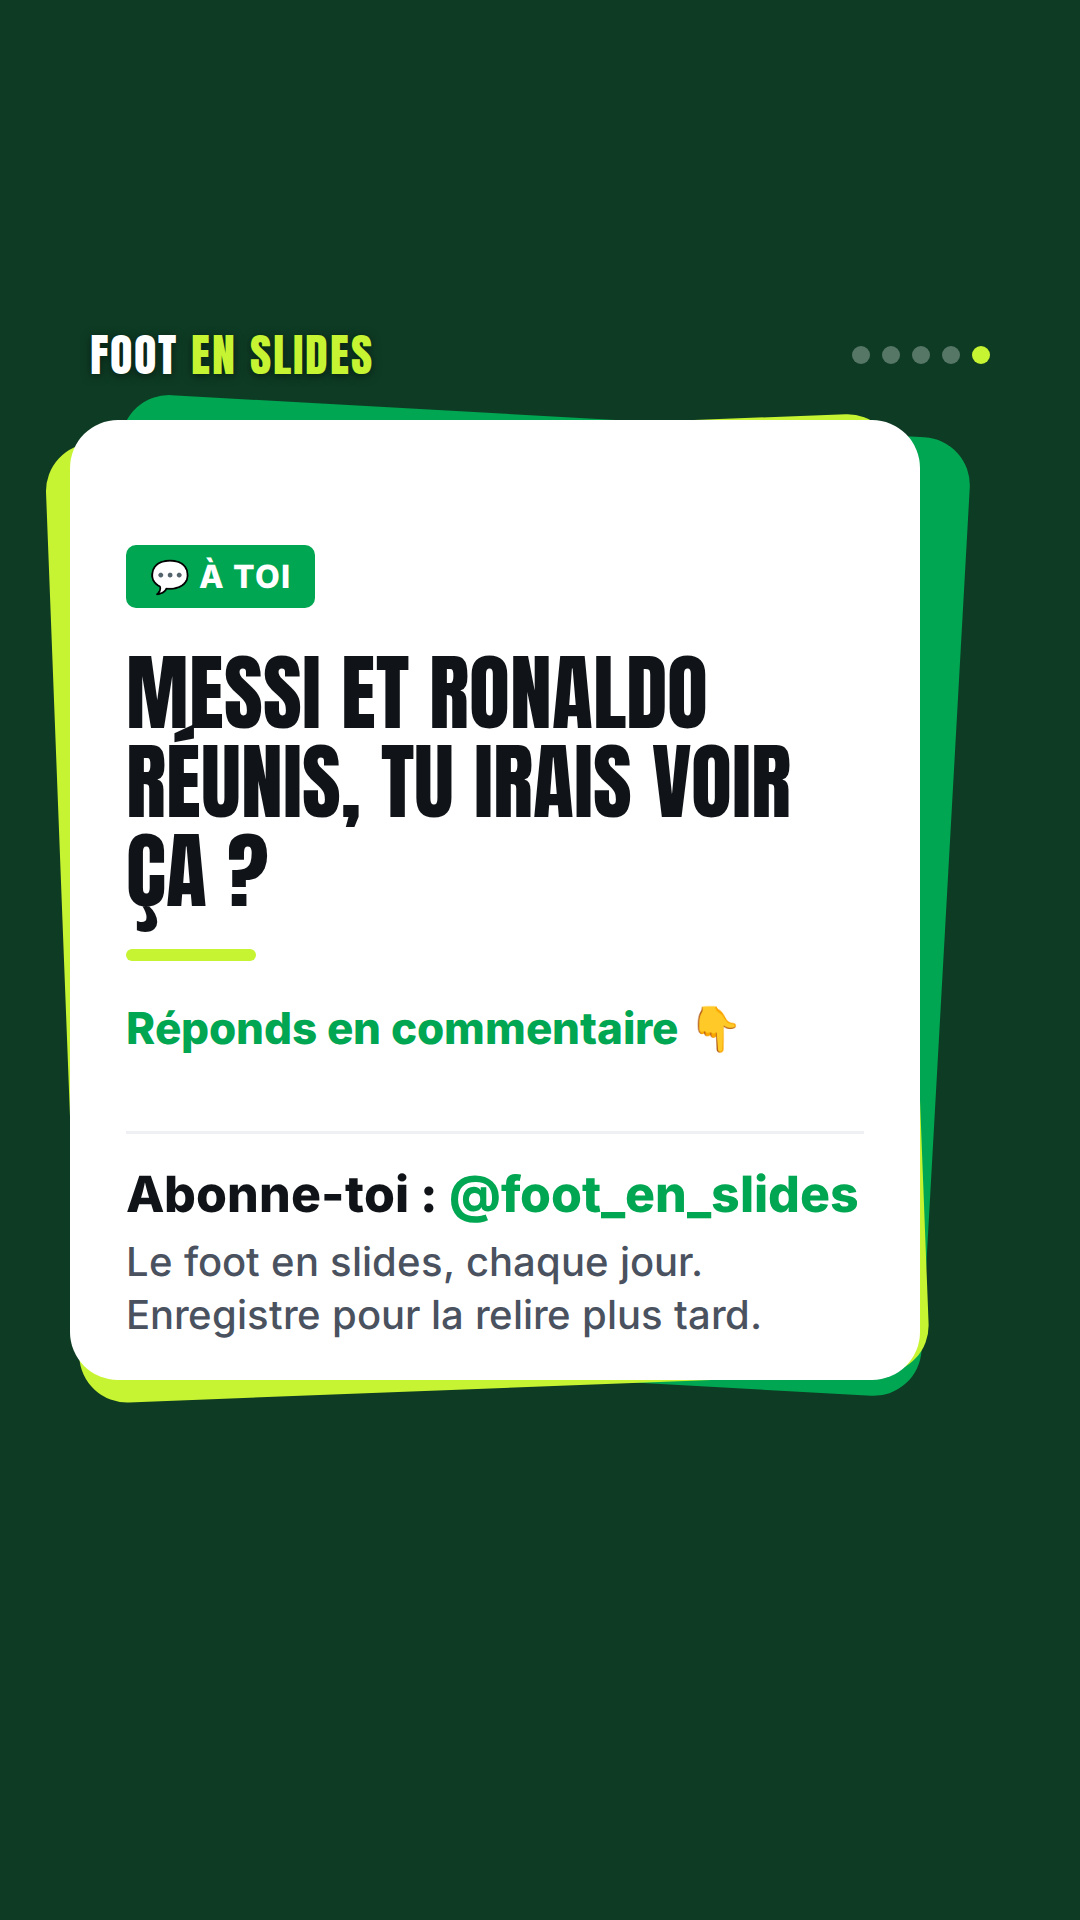 FOOT EN SLIDES
💬 À TOI
MESSI ET RONALDO
RÉUNIS, TU IRAIS VOIR
ÇA ?
Réponds en commentaire 👇
Abonne-toi : @foot_en_slides
Le foot en slides, chaque jour.
Enregistre pour la relire plus tard.